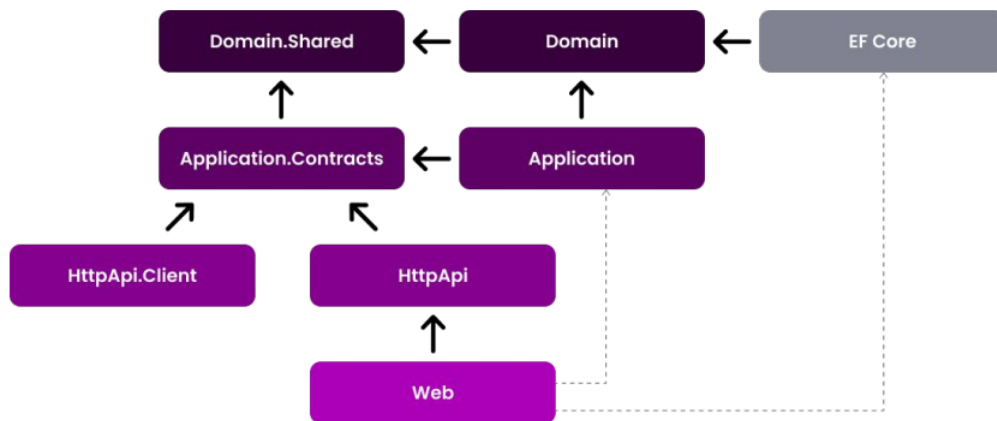 Domain.Shared
Domain
EF Core
Application.Contracts
Application
HttpApi.Client
HttpApi
Web